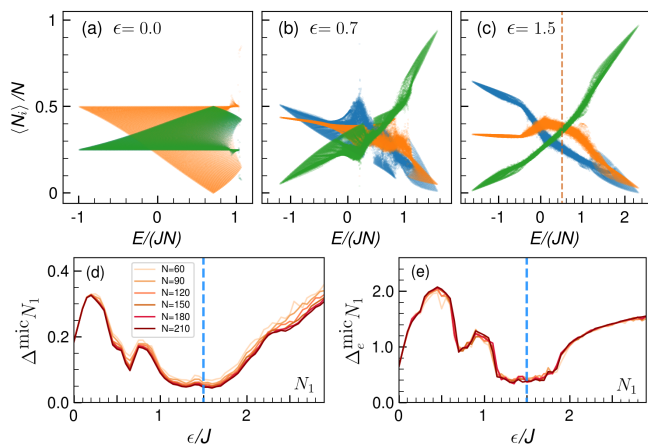 (a) ϵ= 0.0
(b) ϵ= 0.7
(c) ϵ= 1.5
⟨N_i⟩/N
1
0.5
0
-1 0 1
E/(JN)
0 1
E/(JN)
0 1 2
E/(JN)
(d)
Δ^mic N_1
0.4
0.2
0.0
N=60
N=90
N=120
N=150
N=180
N=210
N_1
0 1 2
ϵ/J
(e)
Δ_e^mic N_1
2.0
1.0
0.0
N_1
0 1 2
ϵ/J